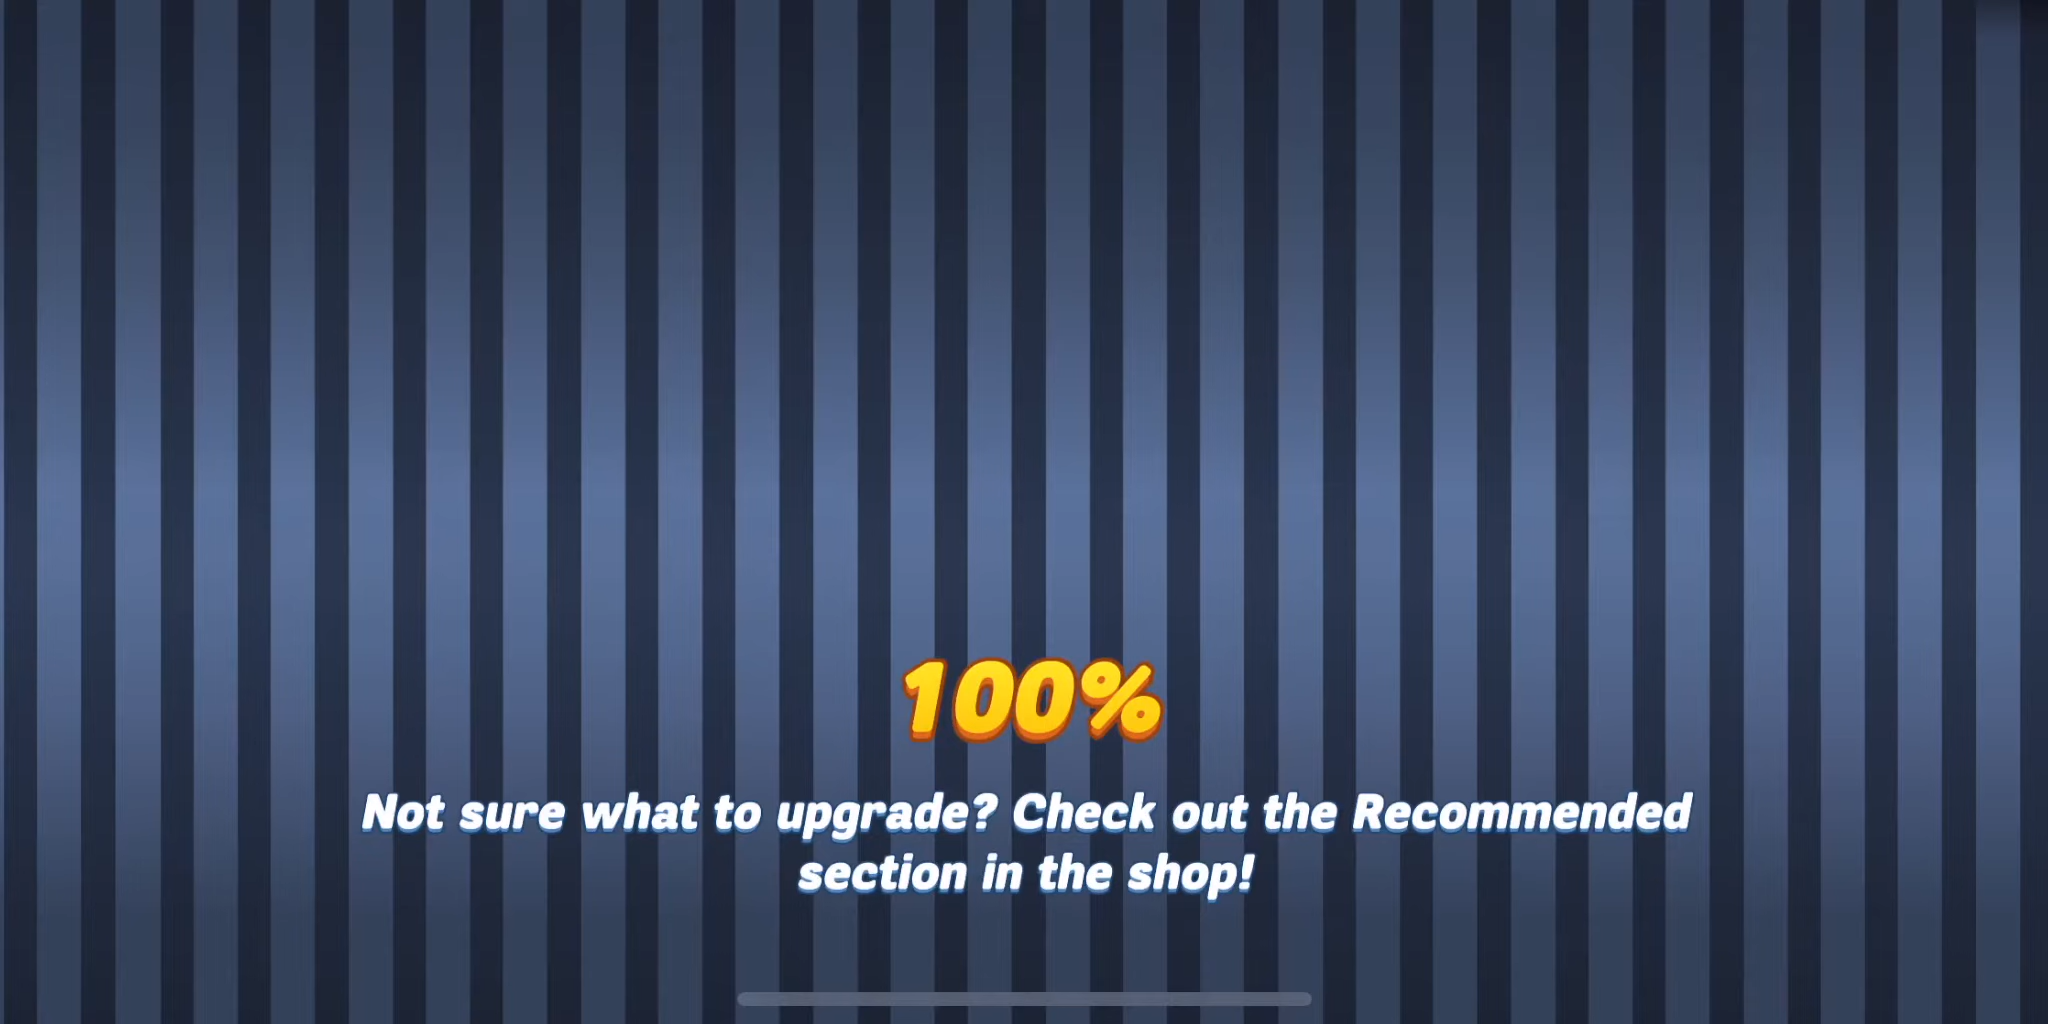 100%
Not sure what to upgrade? Check out the Recommended
section in the shop!